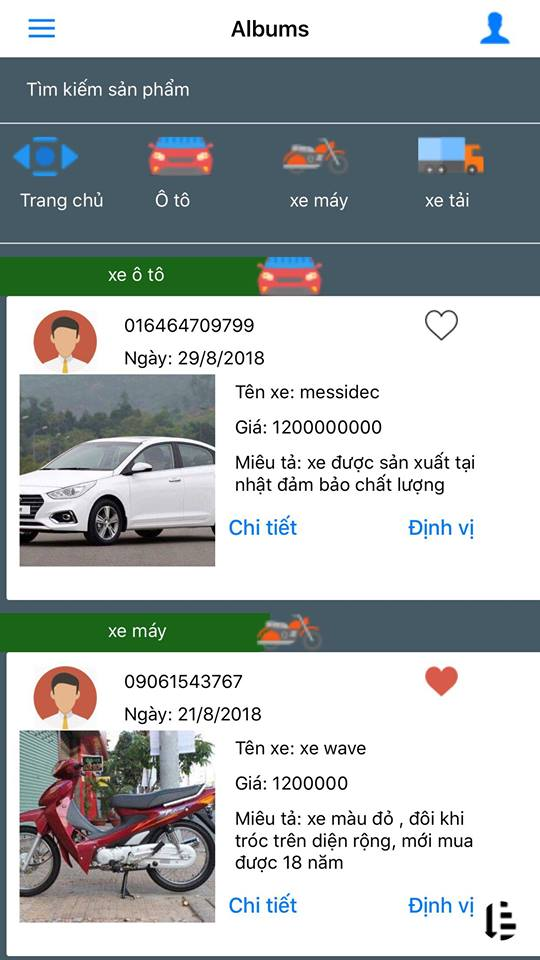 Albums
Tìm kiếm sản phẩm
Trang chủ
Ô tô
xe máy
xe tải
xe ô tô
016464709799
Ngày: 29/8/2018
Tên xe: messidec
Giá: 1200000000
Miêu tả: xe được sản xuất tại
nhật đảm bảo chất lượng
Chi tiết
Định vị
xe máy
09061543767
Ngày: 21/8/2018
Tên xe: xe wave
Giá: 1200000
Miêu tả: xe màu đỏ , đôi khi
tróc trên diện rộng, mới mua
được 18 năm
Chi tiết
Định vị